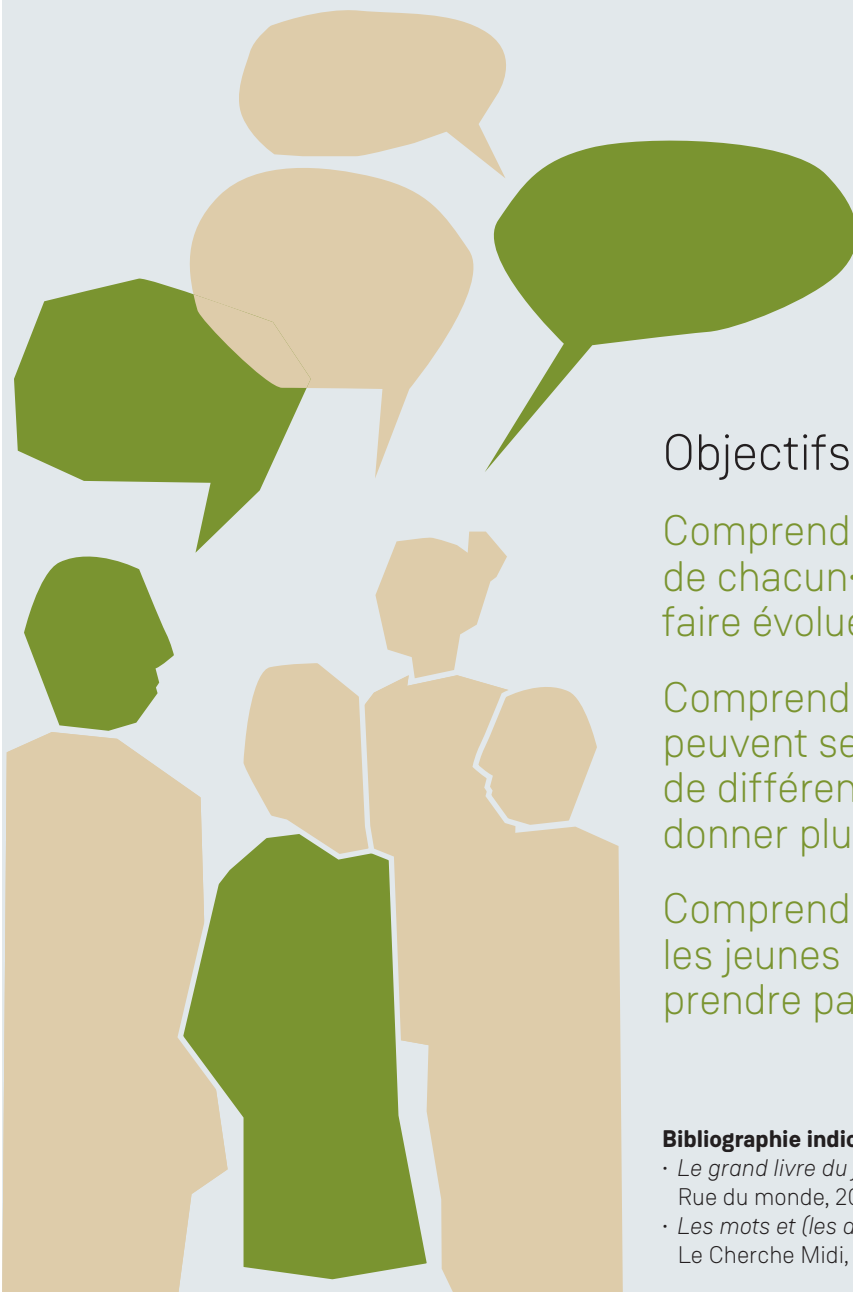 Objectifs
Comprend
de chacun·
faire évolue
Comprend
peuvent se
de différen
donner plu
Comprend
les jeunes
prendre pa
Bibliographie indic
· Le grand livre du j
Rue du monde, 20
· Les mots et (les a
Le Cherche Midi,